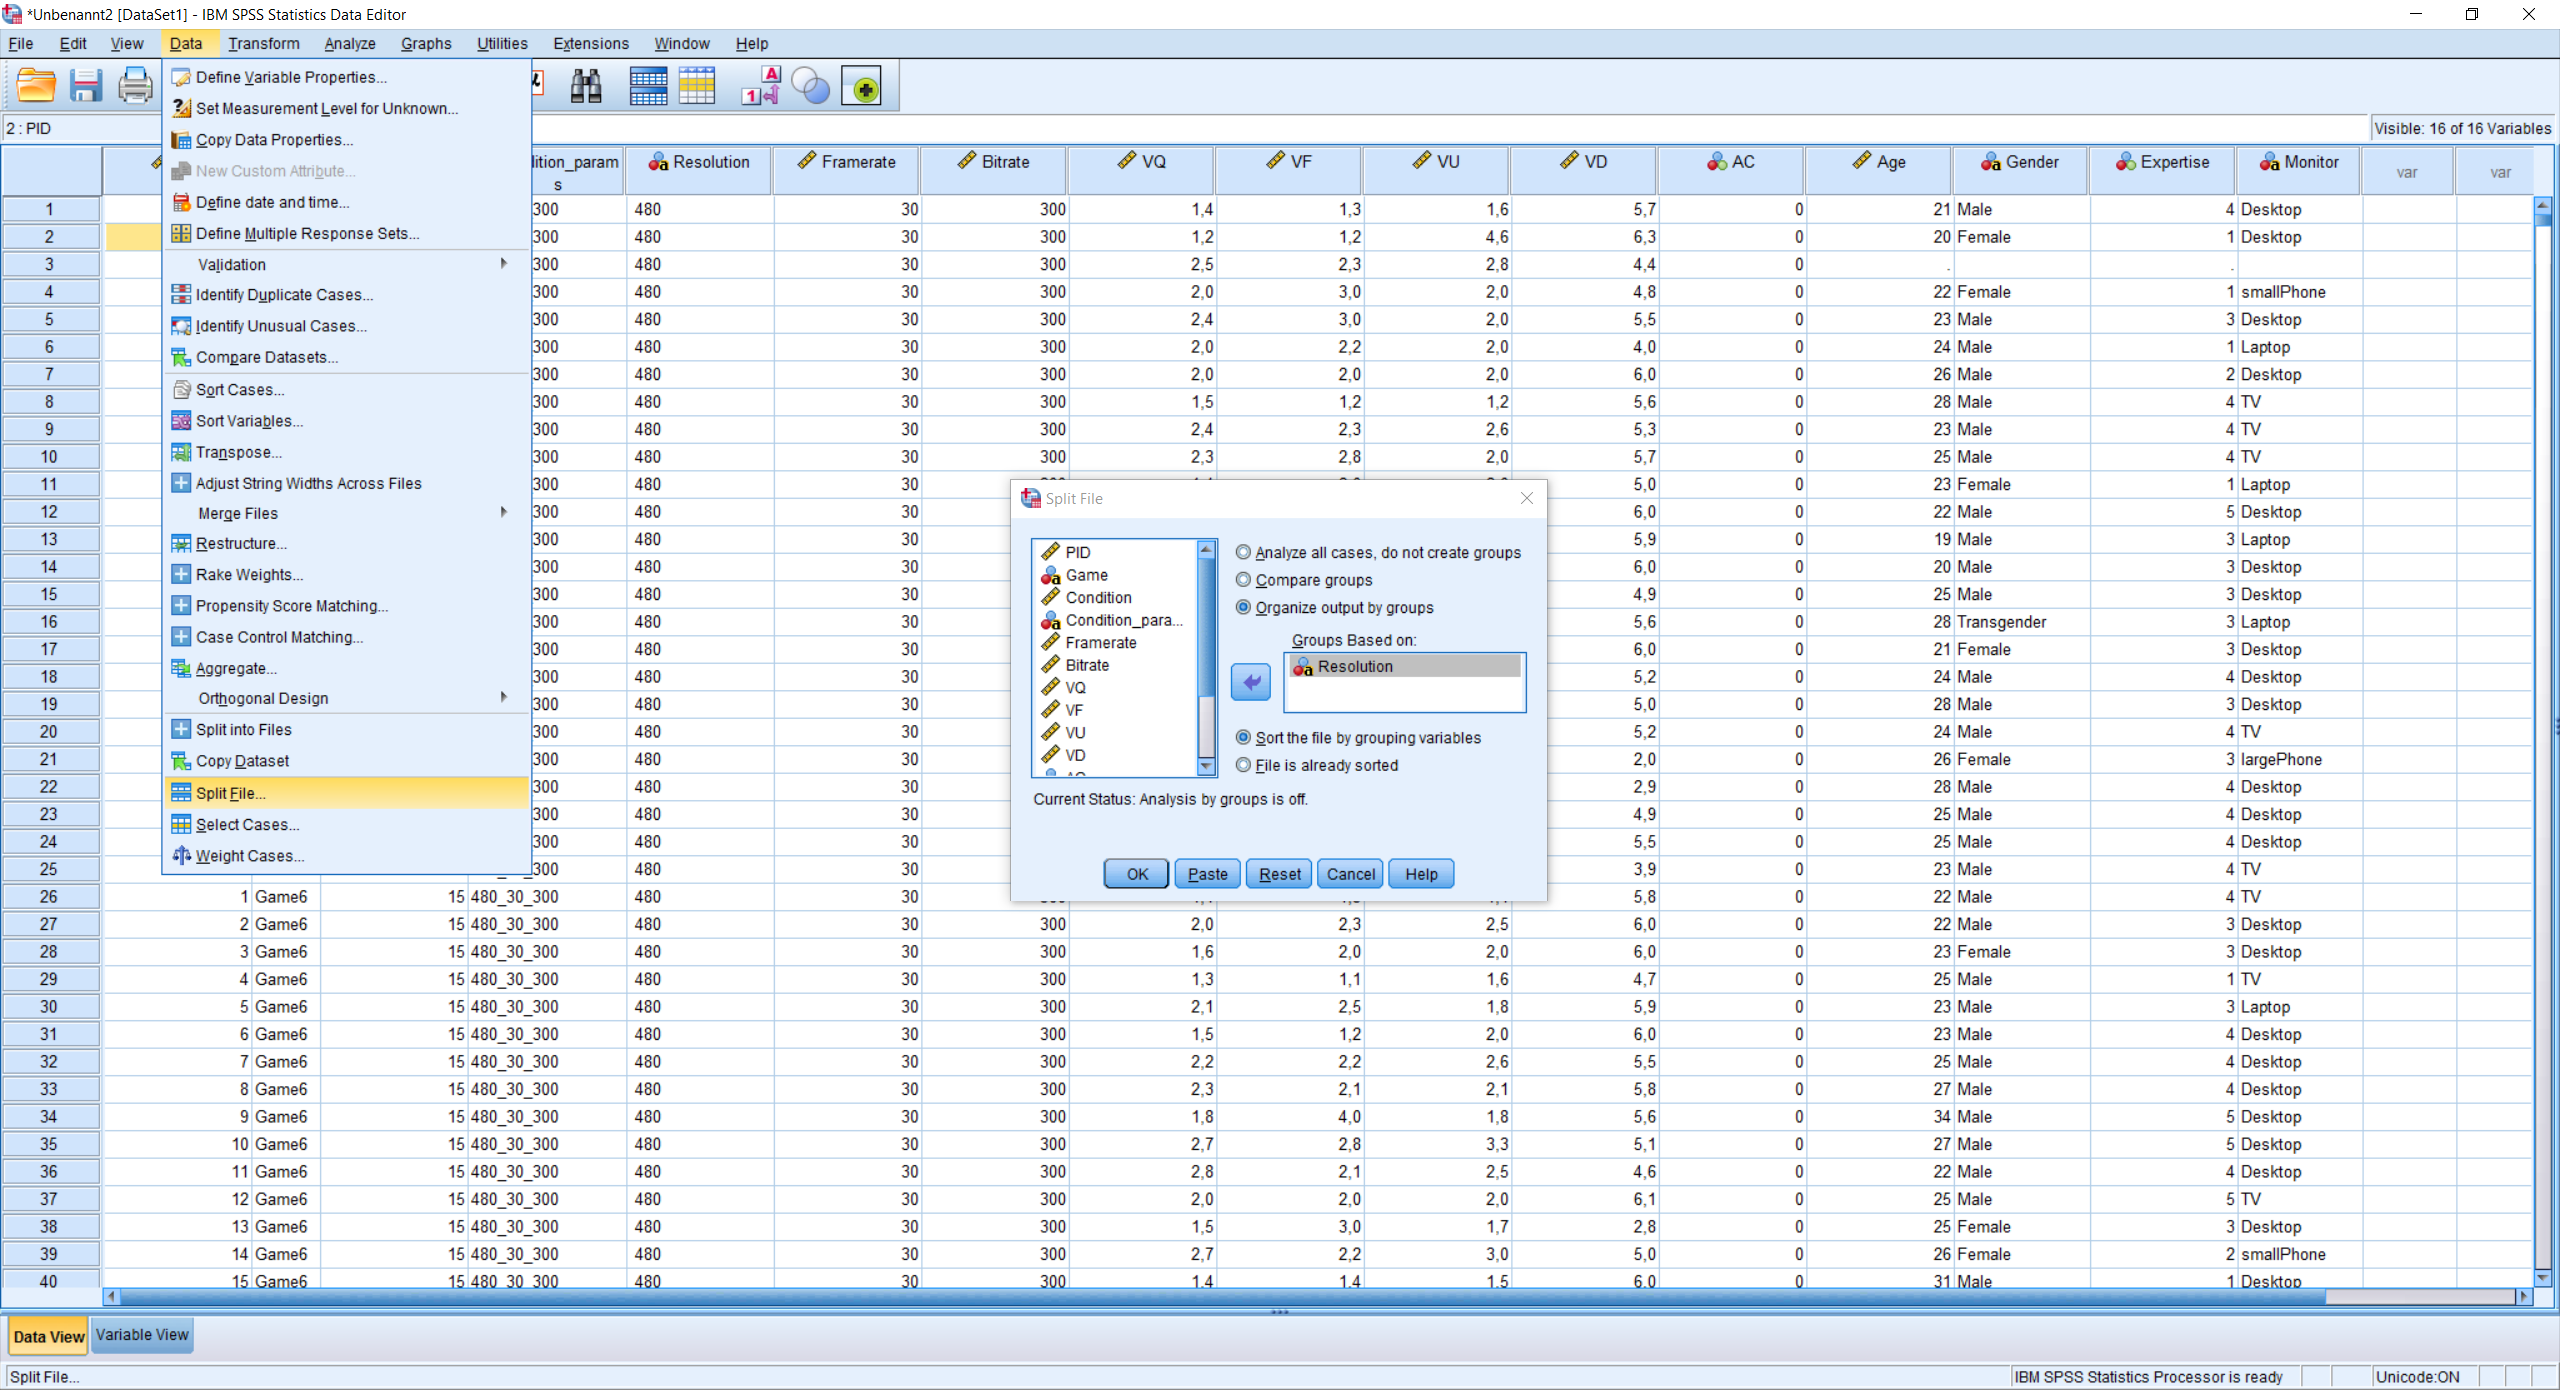 *Unbenannt2 [DataSet1] - IBM SPSS Statistics Data Editor
File Edit View Data Transform Analyze Graphs Utilities Extensions Window Help
2 : PID
Visible: 16 of 16 Variables
Define Variable Properties...
Set Measurement Level for Unknown...
Copy Data Properties...
New Custom Attribute...
Define date and time...
Define Multiple Response Sets...
Validation
Identify Duplicate Cases...
Identify Unusual Cases...
Compare Datasets...
Sort Cases...
Sort Variables...
Transpose...
Adjust String Widths Across Files
Merge Files
Restructure...
Rake Weights...
Propensity Score Matching...
Case Control Matching...
Aggregate...
Orthogonal Design
Split into Files
Copy Dataset
Split File...
Select Cases...
Weight Cases...
Resolution Framerate Bitrate VQ VF VU VD AC Age Gender Expertise Monitor var var
1 300 480 30 300 1,4 1,3 1,6 5,7 0 21 Male 4 Desktop
2 300 480 30 300 1,2 1,2 4,6 6,3 0 20 Female 1 Desktop
3 300 480 30 300 2,5 2,3 2,8 4,4 0 . .
4 300 480 30 300 2,0 3,0 2,0 4,8 0 22 Female 1 smallPhone
5 300 480 30 300 2,4 3,0 2,0 5,5 0 23 Male 3 Desktop
6 300 480 30 300 2,0 2,2 2,0 4,0 0 24 Male 1 Laptop
7 300 480 30 300 2,0 2,0 2,0 6,0 0 26 Male 2 Desktop
8 300 480 30 300 1,5 1,2 1,2 5,6 0 28 Male 4 TV
9 300 480 30 300 2,4 2,3 2,6 5,3 0 23 Male 4 TV
10 300 480 30 300 2,3 2,8 2,0 5,7 0 25 Male 4 TV
11 300 480 30 5,0 0 23 Female 1 Laptop
12 300 480 30 6,0 0 22 Male 5 Desktop
13 300 480 30 5,9 0 19 Male 3 Laptop
14 300 480 30 6,0 0 20 Male 3 Desktop
15 300 480 30 4,9 0 25 Male 3 Desktop
16 300 480 30 5,6 0 28 Transgender 3 Laptop
17 300 480 30 6,0 0 21 Female 3 Desktop
18 300 480 30 5,2 0 24 Male 4 Desktop
19 300 480 30 5,0 0 28 Male 3 Desktop
20 300 480 30 5,2 0 24 Male 4 TV
21 300 480 30 2,0 0 26 Female 3 largePhone
22 300 480 30 2,9 0 28 Male 4 Desktop
23 300 480 30 4,9 0 25 Male 4 Desktop
24 300 480 30 5,5 0 25 Male 4 Desktop
25 300 480 30 3,9 0 23 Male 4 TV
26 1 Game6 15 480_30_300 480 30 5,8 0 22 Male 4 TV
27 2 Game6 15 480_30_300 480 30 300 2,0 2,3 2,5 6,0 0 22 Male 3 Desktop
28 3 Game6 15 480_30_300 480 30 300 1,6 2,0 2,0 6,0 0 23 Female 3 Desktop
29 4 Game6 15 480_30_300 480 30 300 1,3 1,1 1,6 4,7 0 25 Male 1 TV
30 5 Game6 15 480_30_300 480 30 300 2,1 2,5 1,8 5,9 0 23 Male 3 Laptop
31 6 Game6 15 480_30_300 480 30 300 1,5 1,2 2,0 6,0 0 23 Male 4 Desktop
32 7 Game6 15 480_30_300 480 30 300 2,2 2,2 2,6 5,5 0 25 Male 4 Desktop
33 8 Game6 15 480_30_300 480 30 300 2,3 2,1 2,1 5,8 0 27 Male 4 Desktop
34 9 Game6 15 480_30_300 480 30 300 1,8 4,0 1,8 5,6 0 34 Male 5 Desktop
35 10 Game6 15 480_30_300 480 30 300 2,7 2,8 3,3 5,1 0 27 Male 5 Desktop
36 11 Game6 15 480_30_300 480 30 300 2,8 2,1 2,5 4,6 0 22 Male 4 Desktop
37 12 Game6 15 480_30_300 480 30 300 2,0 2,0 2,0 6,1 0 25 Male 5 TV
38 13 Game6 15 480_30_300 480 30 300 1,5 3,0 1,7 2,8 0 25 Female 3 Desktop
39 14 Game6 15 480_30_300 480 30 300 2,7 2,2 3,0 5,0 0 26 Female 2 smallPhone
40 15 Game6 15 480_30_300 480 30 300 1,4 1,4 1,5 6,0 0 31 Male 1 Desktop
Split File
PID
Game
Condition
Condition_para...
Framerate
Bitrate
VQ
VF
VU
VD
Analyze all cases, do not create groups
Compare groups
Organize output by groups
Groups Based on:
Resolution
Sort the file by grouping variables
File is already sorted
Current Status: Analysis by groups is off.
OK Paste Reset Cancel Help
Data View Variable View
Split File...
IBM SPSS Statistics Processor is ready
Unicode:ON